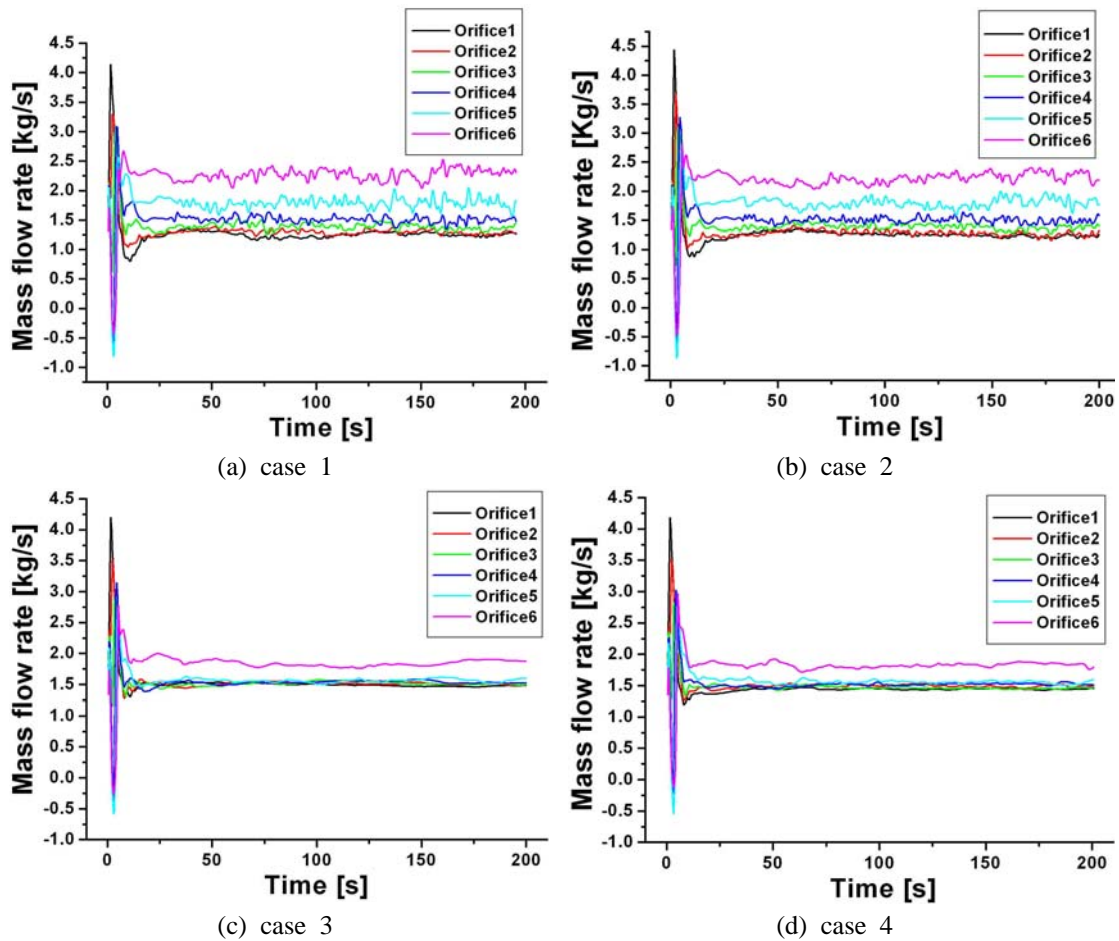 Mass flow rate [kg/s]
4.5
4.0
3.5
3.0
2.5
2.0
1.5
1.0
0.5
0.0
-0.5
-1.0
0 50 100 150 200
Time [s]
Orifice1
Orifice2
Orifice3
Orifice4
Orifice5
Orifice6
(a) case 1
Mass flow rate [Kg/s]
4.5
4.0
3.5
3.0
2.5
2.0
1.5
1.0
0.5
0.0
-0.5
-1.0
0 50 100 150 200
Time [s]
Orifice1
Orifice2
Orifice3
Orifice4
Orifice5
Orifice6
(b) case 2
Mass flow rate [kg/s]
4.5
4.0
3.5
3.0
2.5
2.0
1.5
1.0
0.5
0.0
-0.5
-1.0
0 50 100 150 200
Time [s]
Orifice1
Orifice2
Orifice3
Orifice4
Orifice5
Orifice6
(c) case 3
Mass flow rate [kg/s]
4.5
4.0
3.5
3.0
2.5
2.0
1.5
1.0
0.5
0.0
-0.5
-1.0
0 50 100 150 200
Time [s]
Orifice1
Orifice2
Orifice3
Orifice4
Orifice5
Orifice6
(d) case 4